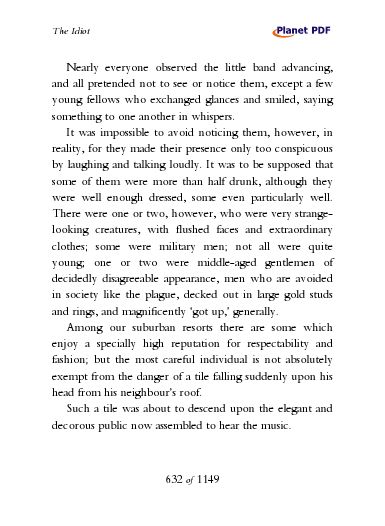 The Idiot
Planet PDF
Nearly everyone observed the little band advancing,
and all pretended not to see or notice them, except a few
young fellows who exchanged glances and smiled, saying
something to one another in whispers.
It was impossible to avoid noticing them, however, in
reality, for they made their presence only too conspicuous
by laughing and talking loudly. It was to be supposed that
some of them were more than half drunk, although they
were well enough dressed, some even particularly well.
There were one or two, however, who were very strange-
looking creatures, with flushed faces and extraordinary
clothes; some were military men; not all were quite
young; one or two were middle-aged gentlemen of
decidedly disagreeable appearance, men who are avoided
in society like the plague, decked out in large gold studs
and rings, and magnificently ‘got up,’ generally.
Among our suburban resorts there are some which
enjoy a specially high reputation for respectability and
fashion; but the most careful individual is not absolutely
exempt from the danger of a tile falling suddenly upon his
head from his neighbour’s roof.
Such a tile was about to descend upon the elegant and
decorous public now assembled to hear the music.
632 of 1149